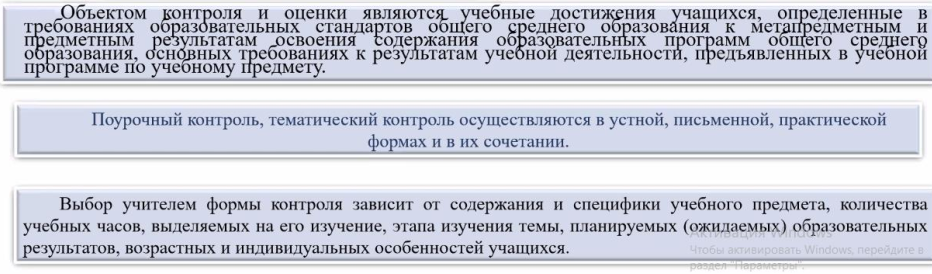 Объектом контроля и оценки являются учебные достижения учащихся, определенные в
требованиях образовательных стандартов общего среднего образования к метапредметным и
предметным результатам освоения содержания образовательных программ общего среднего
образования, основных требованиях к результатам учебной деятельности, предъявленных в учебной
программе по учебному предмету.
Поурочный контроль, тематический контроль осуществляются в устной, письменной, практической
формах и в их сочетании.
Выбор учителем формы контроля зависит от содержания и специфики учебного предмета, количества
учебных часов, выделяемых на его изучение, этапа изучения темы, планируемых (ожидаемых) образовательных
результатов, возрастных и индивидуальных особенностей учащихся.
Активация Windows
Чтобы активировать Windows, перейдите в
раздел "Параметры".